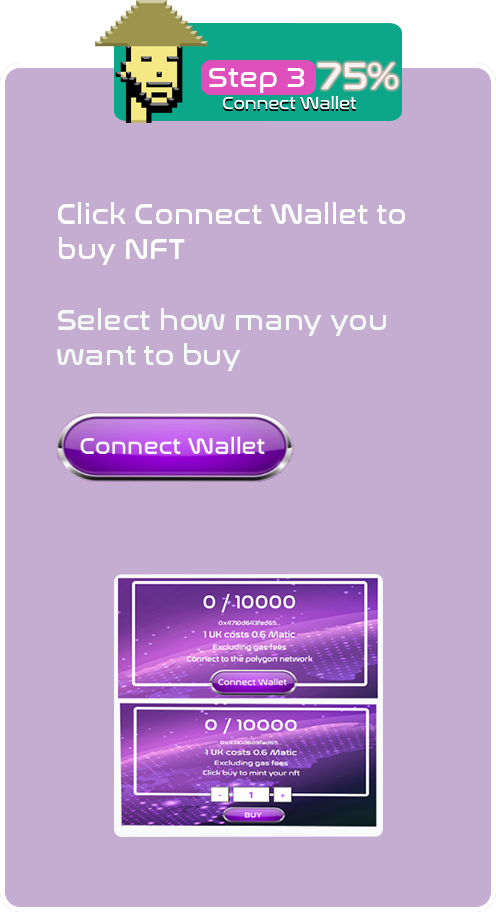 Step 3 75%
Connect Wallet
Click Connect Wallet to
buy NFT
Select how many you
want to buy
Connect Wallet
0 / 10000
0x4710d643fed65...
1 UK costs 0.6 Matic
Excluding gas fees
Connect to the polygon network
Connect Wallet
0 / 10000
0x4710d643fed65...
1 UK costs 0.6 Matic
Excluding gas fees
Click buy to mint your nft
- 1 +
BUY